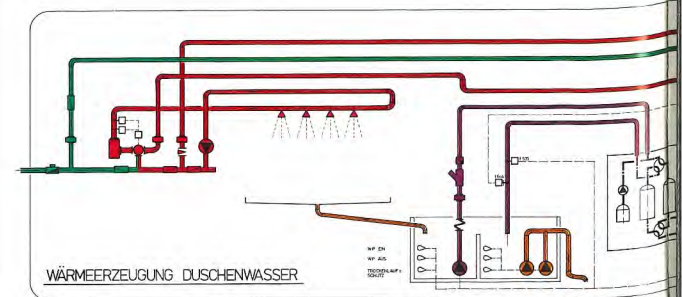 WP EIN
WP AUS
TROCKENLAUF =
SCHUTZ
WÄRMEERZEUGUNG DUSCHENWASSER